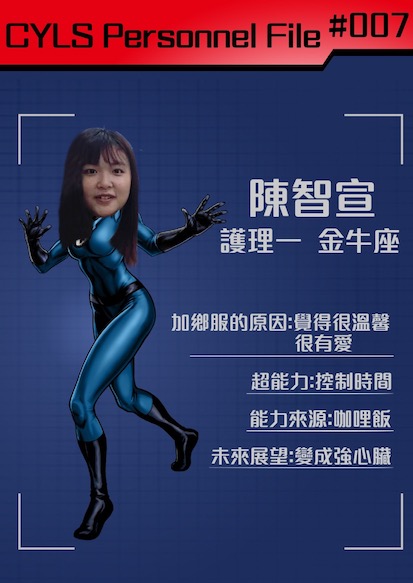 CYLS Personnel File #007
陳智宣
護理一 金牛座
加鄉服的原因:覺得很溫馨
很有愛
超能力:控制時間
能力來源:咖哩飯
未來展望:變成強心臟